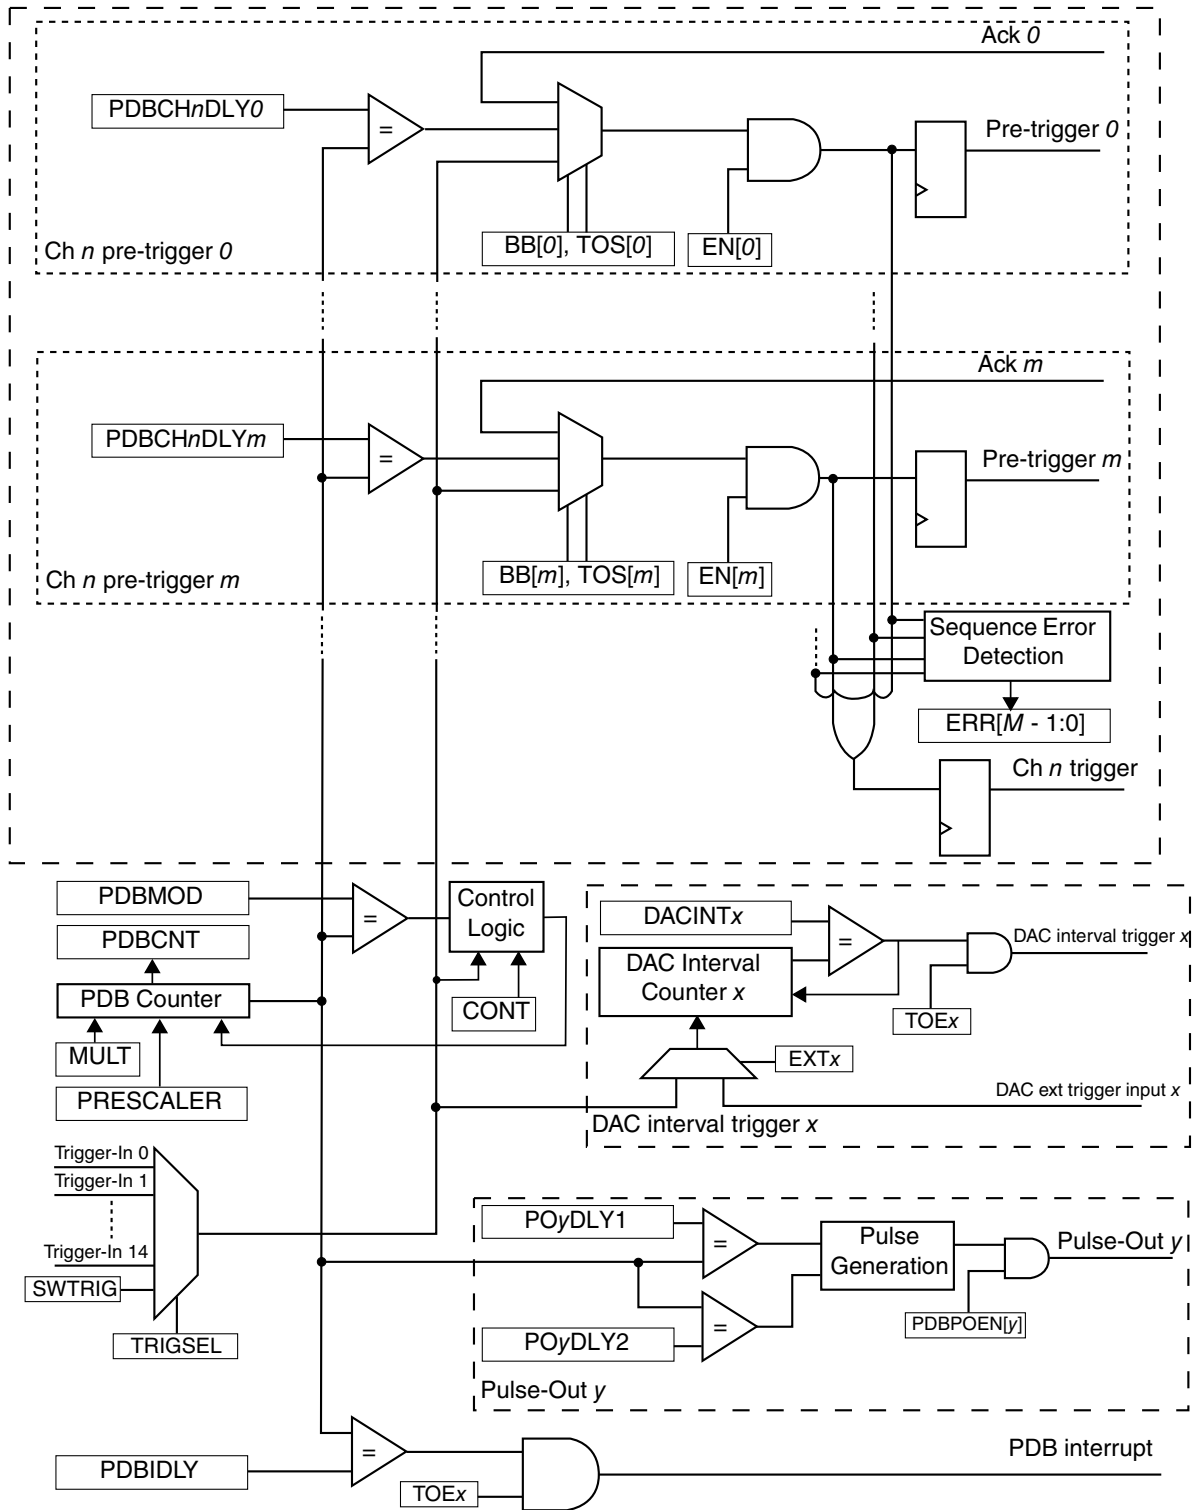 Ack 0
PDBCHnDLY0
=
Pre-trigger 0
BB[0], TOS[0]
EN[0]
Ch n pre-trigger 0
Ack m
PDBCHnDLYm
=
Pre-trigger m
BB[m], TOS[m]
EN[m]
Ch n pre-trigger m
Sequence Error
Detection
ERR[M - 1:0]
Ch n trigger
PDBMOD
=
Control
Logic
PDBCNT
PDB Counter
CONT
MULT
PRESCALER
DACINTx
=
DAC interval trigger x
DAC Interval
Counter x
TOEx
EXTx
DAC ext trigger input x
DAC interval trigger x
Trigger-In 0
Trigger-In 1
Trigger-In 14
SWTRIG
TRIGSEL
POyDLY1
=
Pulse
Generation
Pulse-Out y
PDBPOEN[y]
=
POyDLY2
Pulse-Out y
=
PDB interrupt
PDBIDLY
TOEx